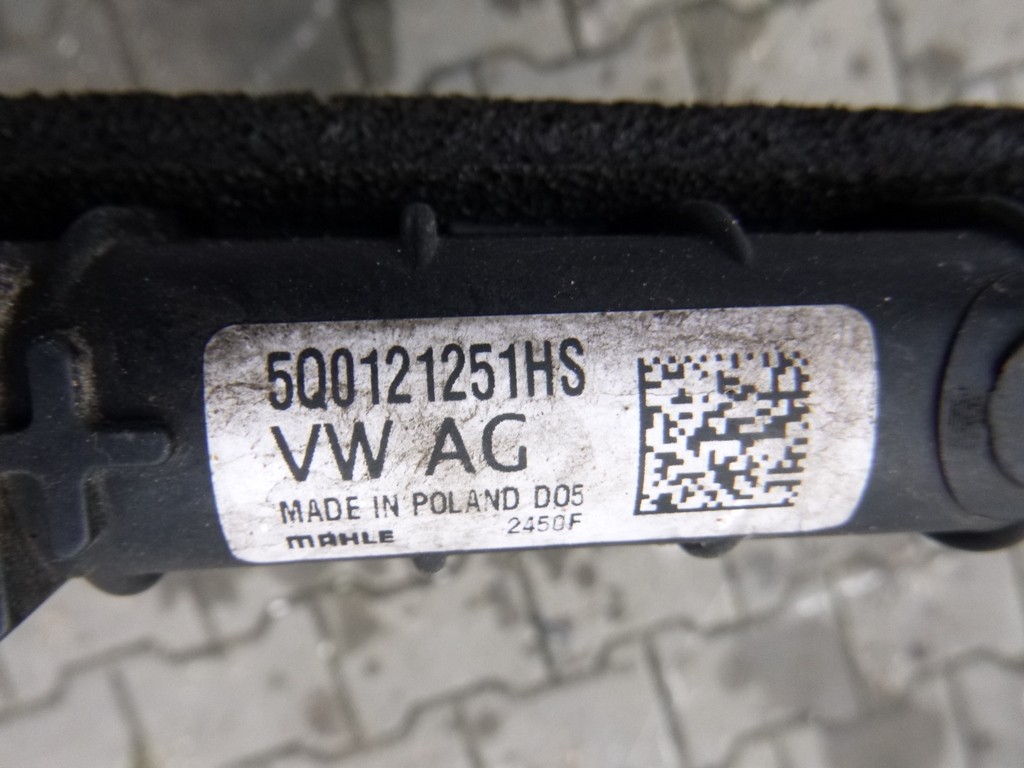 5Q0121251HS
VW AG
MADE IN POLAND D05
MAHLE 2450F